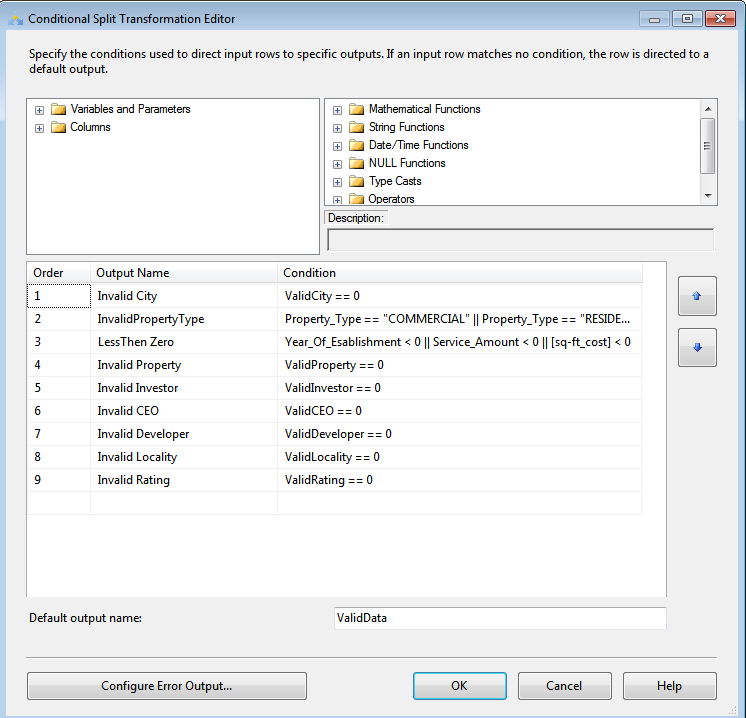 Conditional Split Transformation Editor
Specify the conditions used to direct input rows to specific outputs. If an input row matches no condition, the row is directed to a
default output.
Variables and Parameters
Columns
Mathematical Functions
String Functions
Date/Time Functions
NULL Functions
Type Casts
Operators
Description:
Order Output Name Condition
1 Invalid City ValidCity == 0
2 InvalidPropertyType Property_Type == "COMMERCIAL" || Property_Type == "RESIDE...
3 LessThen Zero Year_Of_Esablishment < 0 || Service_Amount < 0 || [sq-ft_cost] < 0
4 Invalid Property ValidProperty == 0
5 Invalid Investor ValidInvestor == 0
6 Invalid CEO ValidCEO == 0
7 Invalid Developer ValidDeveloper == 0
8 Invalid Locality ValidLocality == 0
9 Invalid Rating ValidRating == 0
Default output name: ValidData
Configure Error Output... OK Cancel Help